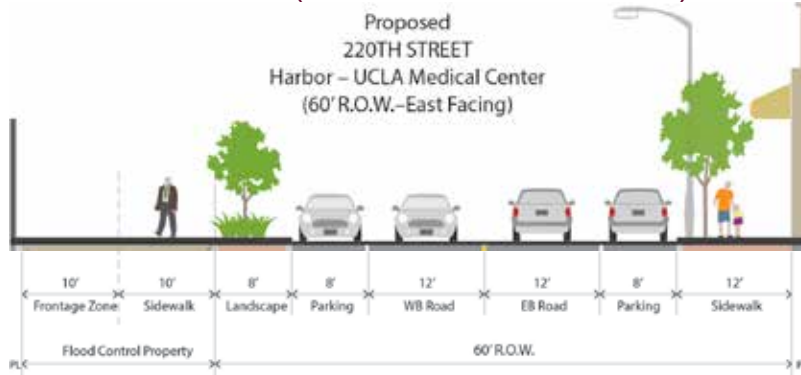 Proposed
220TH STREET
Harbor – UCLA Medical Center
(60' R.O.W.–East Facing)
10' 10' 8' 8' 12' 12' 8' 12'
Frontage Zone Sidewalk Landscape Parking WB Road EB Road Parking Sidewalk
Flood Control Property 60' R.O.W.
PL